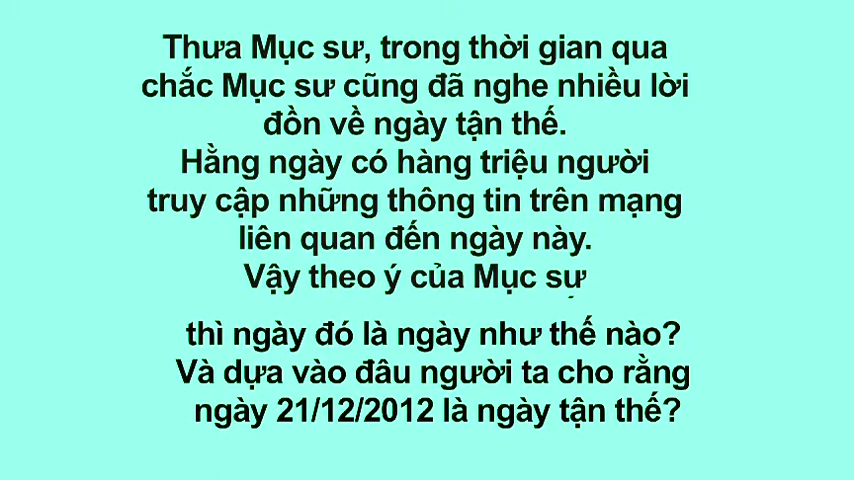 Thưa Mục sư, trong thời gian qua
chắc Mục sư cũng đã nghe nhiều lời
đồn về ngày tận thế.
Hằng ngày có hàng triệu người
truy cập những thông tin trên mạng
liên quan đến ngày này.
Vậy theo ý của Mục sư
thì ngày đó là ngày như thế nào?
Và dựa vào đâu người ta cho rằng
ngày 21/12/2012 là ngày tận thế?